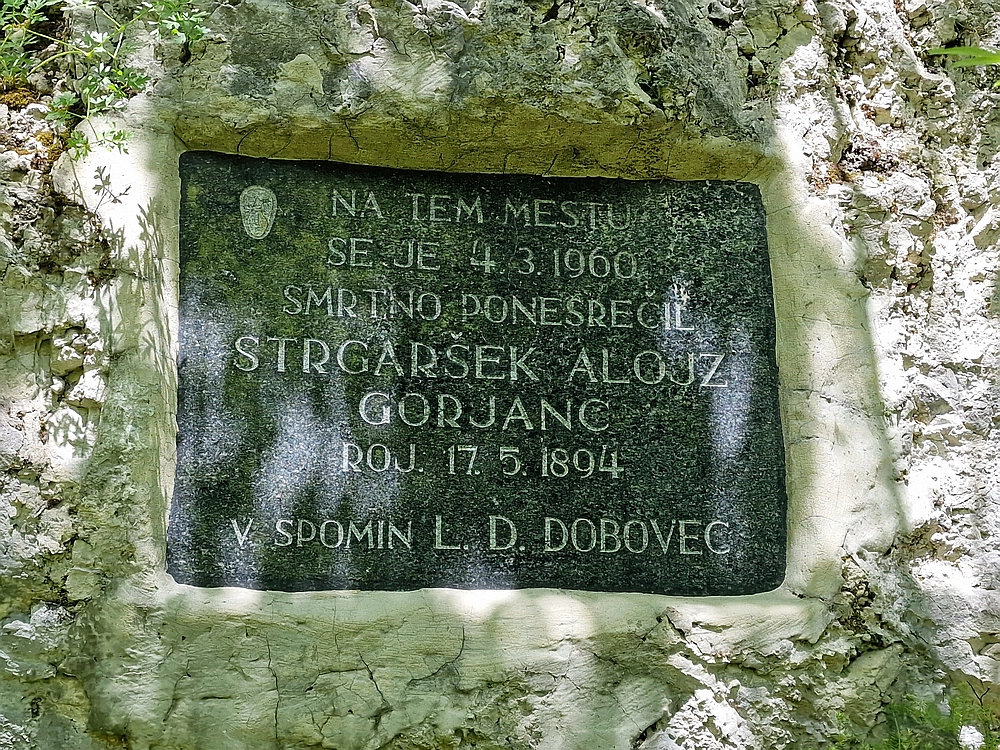 NA TEM MESTU
SE JE 4. 3. 1960
SMRTNO PONESREČIL
STRGARŠEK ALOJZ
GORJANC
ROJ. 17. 5. 1894
V SPOMIN L. D. DOBOVEC